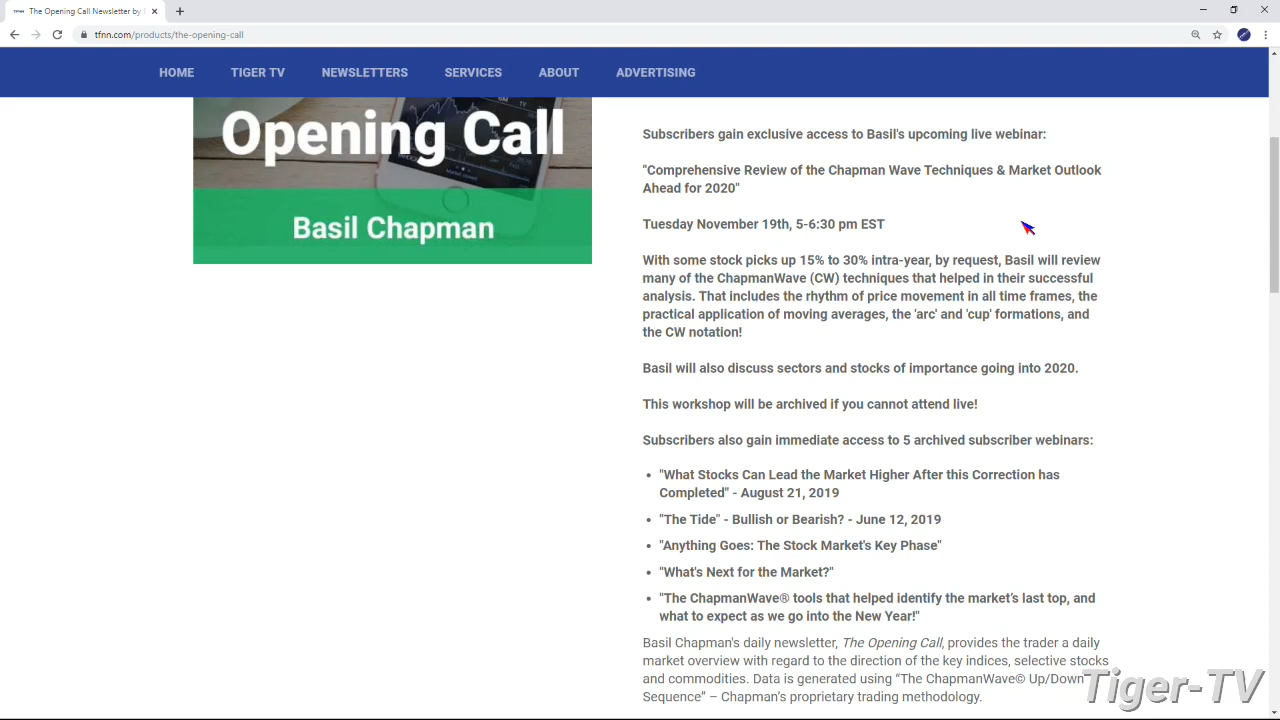 The Opening Call Newsletter by
tfnn.com/products/the-opening-call
HOME TIGER TV NEWSLETTERS SERVICES ABOUT ADVERTISING
Opening Call
Basil Chapman
Subscribers gain exclusive access to Basil's upcoming live webinar:
"Comprehensive Review of the Chapman Wave Techniques & Market Outlook
Ahead for 2020"
Tuesday November 19th, 5-6:30 pm EST
With some stock picks up 15% to 30% intra-year, by request, Basil will review
many of the ChapmanWave (CW) techniques that helped in their successful
analysis. That includes the rhythm of price movement in all time frames, the
practical application of moving averages, the 'arc' and 'cup' formations, and
the CW notation!
Basil will also discuss sectors and stocks of importance going into 2020.
This workshop will be archived if you cannot attend live!
Subscribers also gain immediate access to 5 archived subscriber webinars:
• "What Stocks Can Lead the Market Higher After this Correction has
Completed" - August 21, 2019
• "The Tide" - Bullish or Bearish? - June 12, 2019
• "Anything Goes: The Stock Market's Key Phase"
• "What's Next for the Market?"
• "The ChapmanWave® tools that helped identify the market’s last top, and
what to expect as we go into the New Year!"
Basil Chapman's daily newsletter, The Opening Call, provides the trader a daily
market overview with regard to the direction of the key indices, selective stocks
and commodities. Data is generated using “The ChapmanWave© Up/Down
Sequence” – Chapman’s proprietary trading methodology.
Tiger-TV